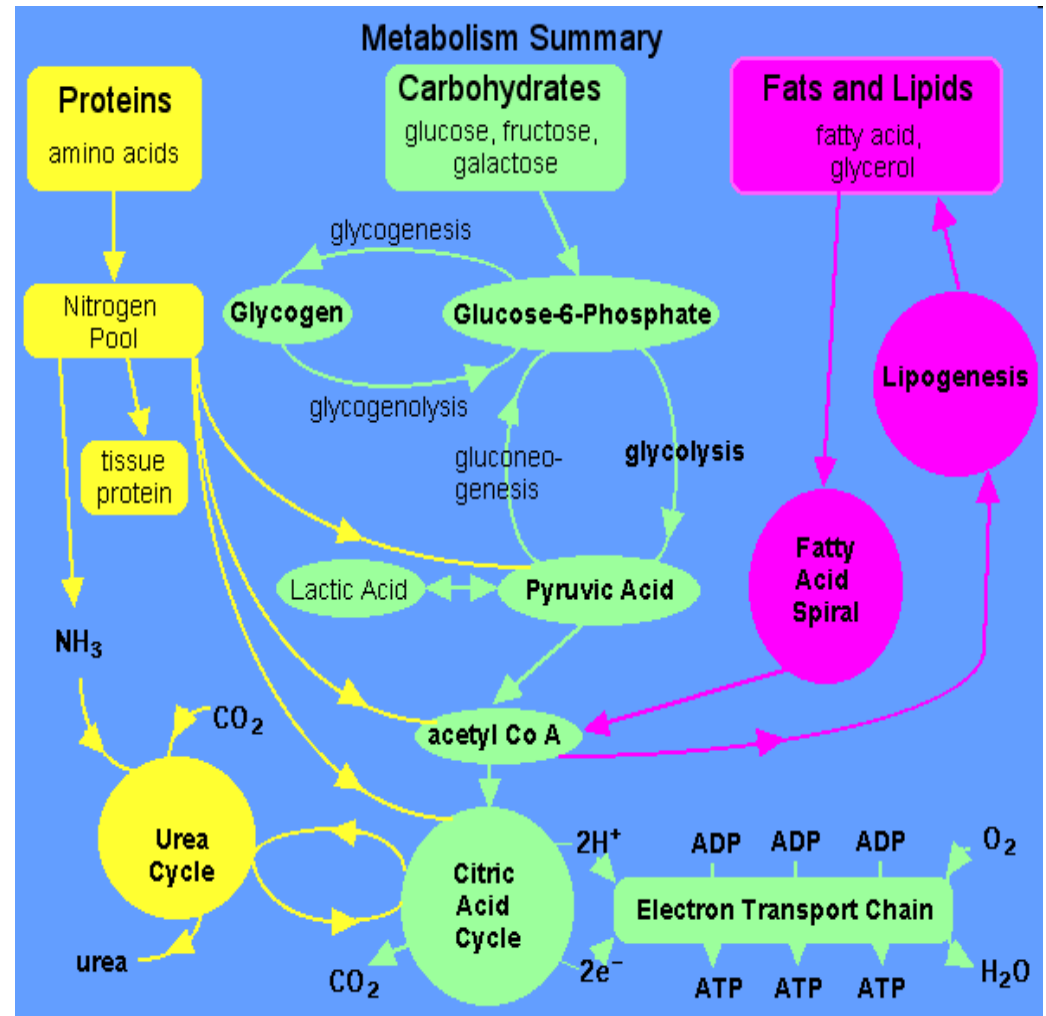 Metabolism Summary
Proteins
amino acids
Carbohydrates
glucose, fructose,
galactose
Fats and Lipids
fatty acid,
glycerol
glycogenesis
Nitrogen
Pool
Glycogen
Glucose-6-Phosphate
Lipogenesis
glycogenolysis
tissue
protein
gluconeo-
genesis
glycolysis
Fatty
Acid
Spiral
Lactic Acid
Pyruvic Acid
NH₃
CO₂
acetyl Co A
Urea
Cycle
urea
Citric
Acid
Cycle
CO₂
2H⁺
2e⁻
ADP ADP ADP
O₂
Electron Transport Chain
ATP ATP ATP
H₂O